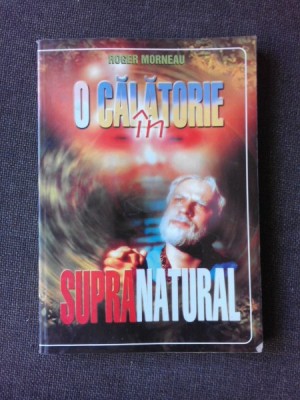 ROGER MORNEAU
O CĂLĂTORIE
în
SUPRANATURAL